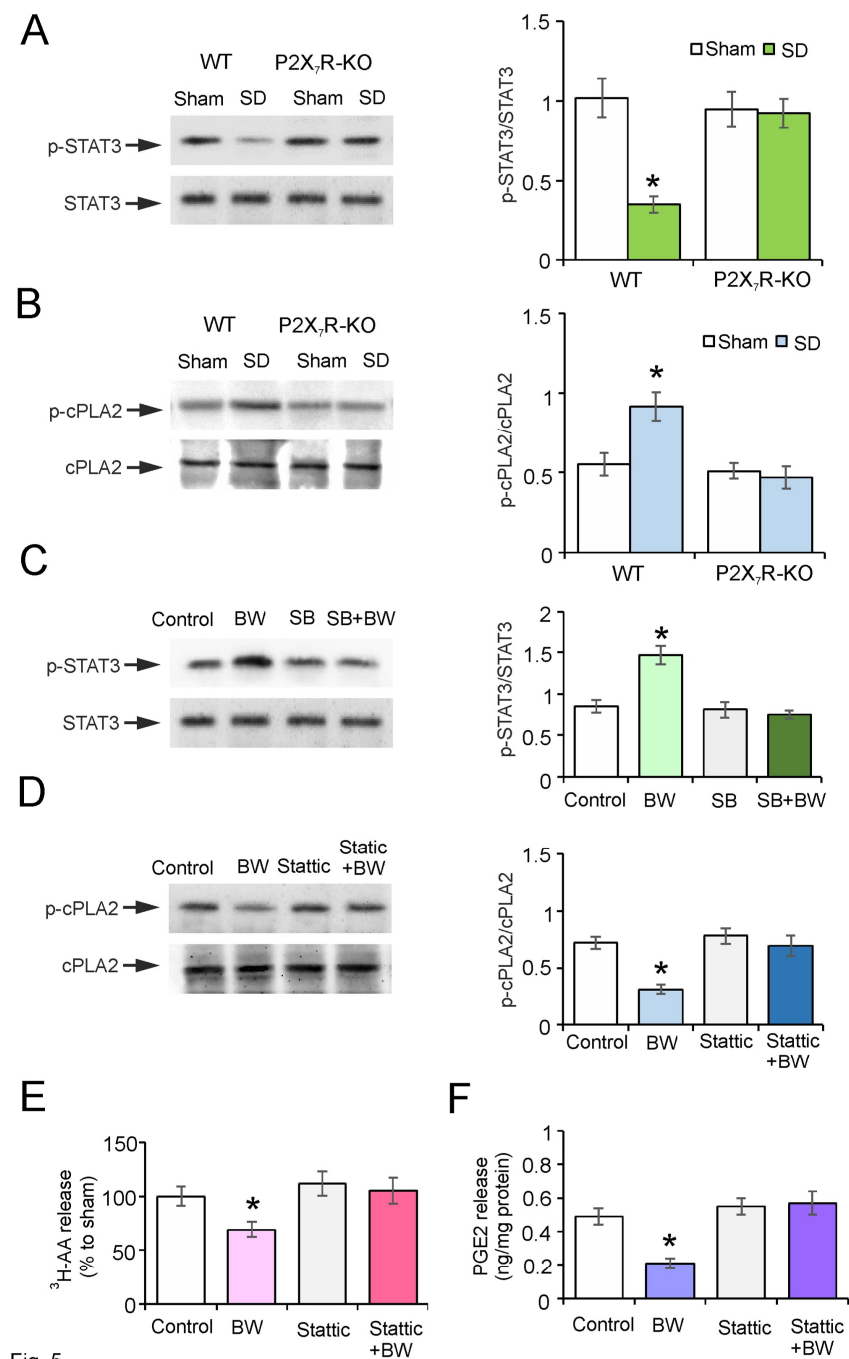 A
WT P2X₇R-KO
Sham SD Sham SD
p-STAT3
STAT3
p-STAT3/STAT3
1.5
1
0.5
0
Sham SD
*
WT P2X₇R-KO
B
WT P2X₇R-KO
Sham SD Sham SD
p-cPLA2
cPLA2
p-cPLA2/cPLA2
1.5
1
0.5
0
Sham SD
*
WT P2X₇R-KO
C
Control BW SB SB+BW
p-STAT3
STAT3
p-STAT3/STAT3
2
1.5
1
0.5
0
*
Control BW SB SB+BW
D
Control BW Stattic Static
+BW
p-cPLA2
cPLA2
p-cPLA2/cPLA2
1.5
1
0.5
0
*
Control BW Stattic Stattic
+BW
E
³H-AA release
(% to sham)
150
100
50
0
*
Control BW Stattic Stattic
+BW
F
PGE2 release
(ng/mg protein)
1
0.8
0.6
0.4
0.2
0
*
Control BW Stattic Stattic
+BW
Fig. 5